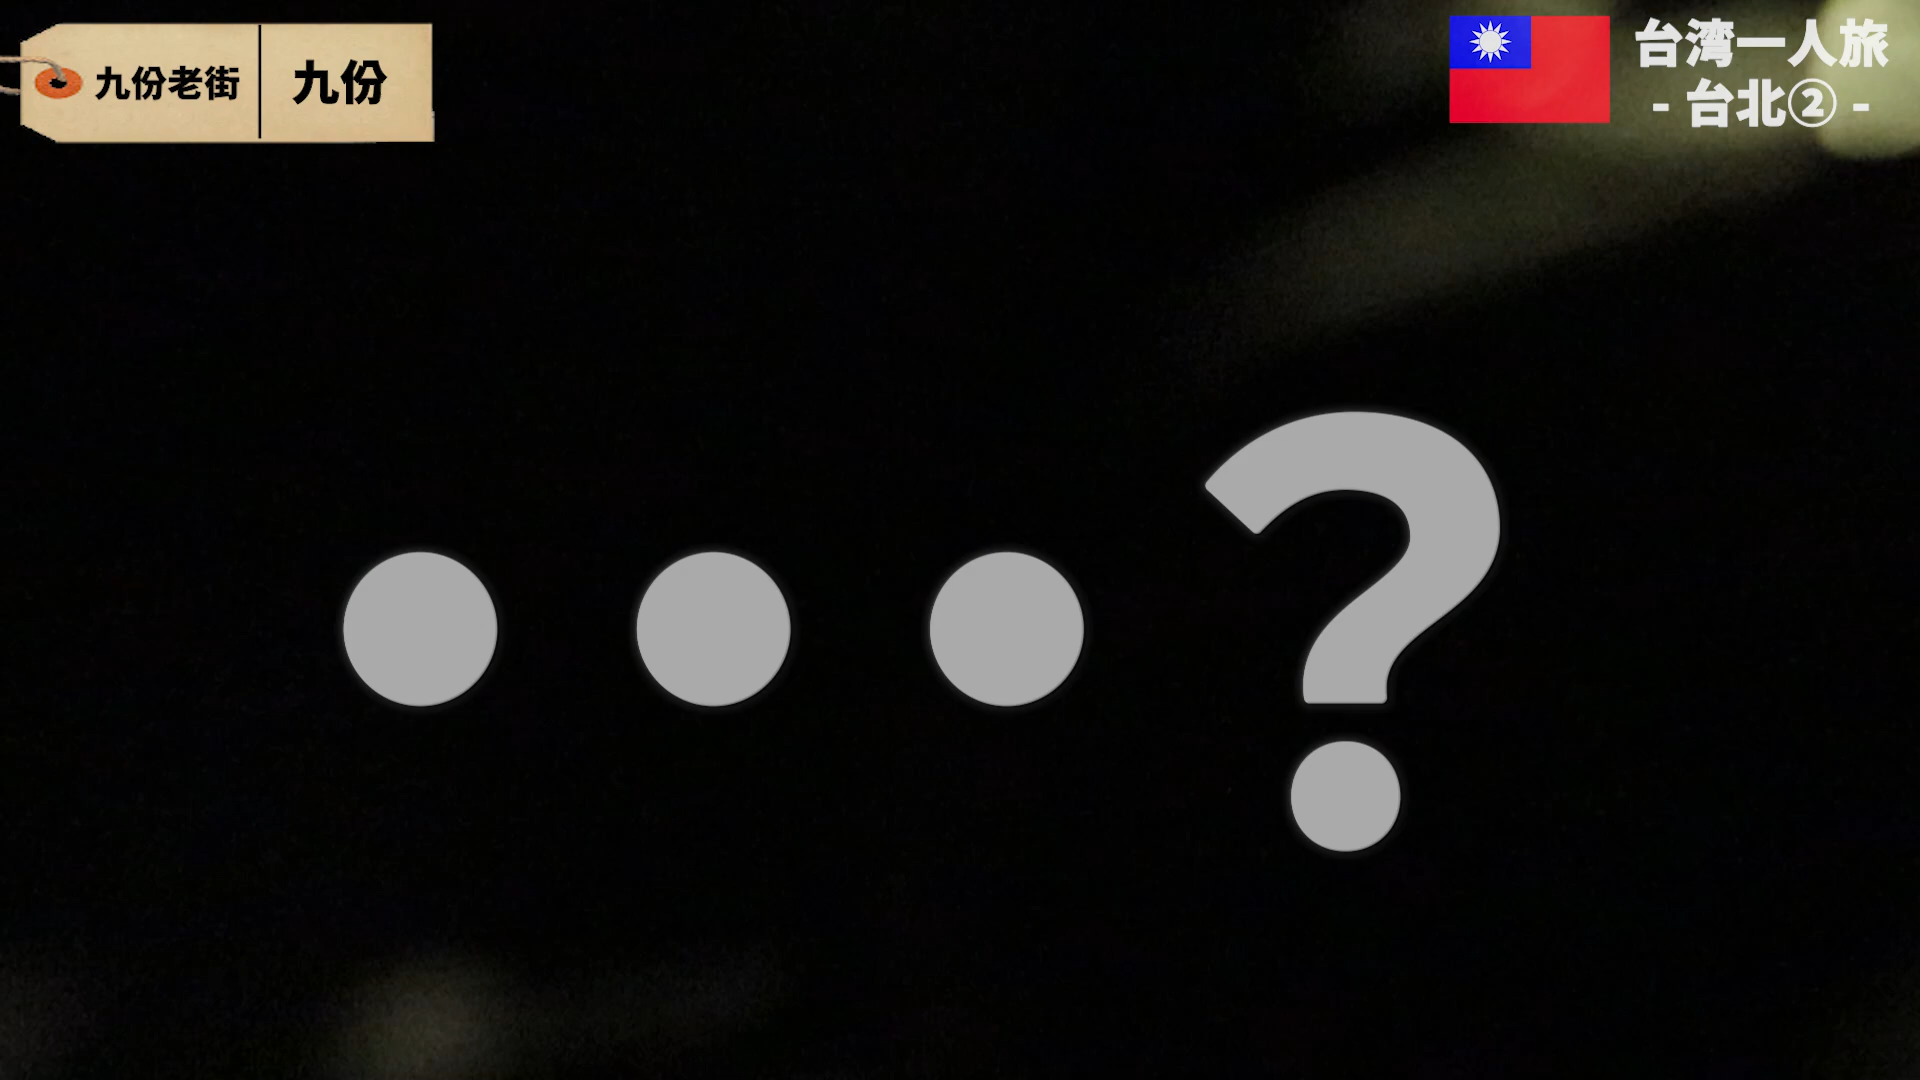 九份老街
九份
台湾一人旅
- 台北② -
・・・?